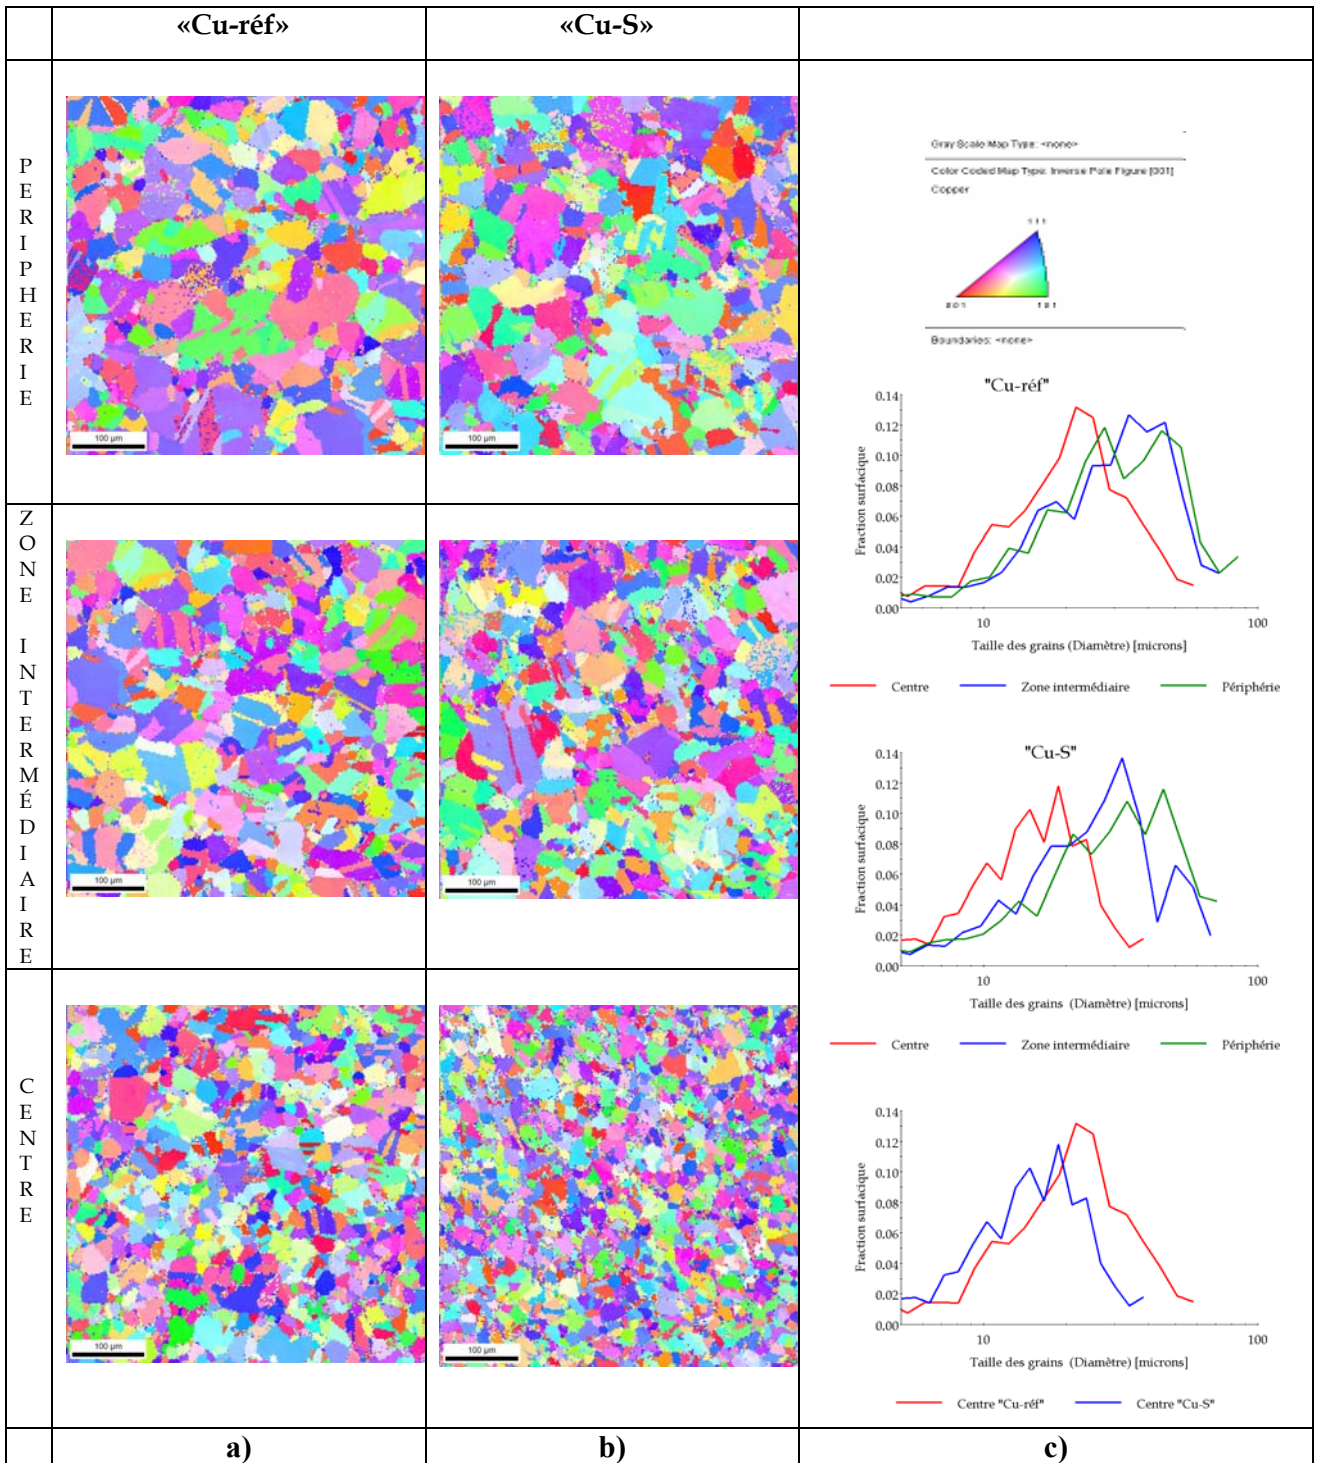 «Cu-réf»
«Cu-S»
PERIPHERIE
100 µm
100 µm
Gray Scale Map Type: <none>
Color Coded Map Type: Inverse Pole Figure [001]
Copper
111
001
101
Boundaries: <none>
"Cu-réf"
0.14
0.12
0.10
0.08
0.06
0.04
0.02
0.00
Fraction surfacique
10
100
Taille des grains (Diamètre) [microns]
Centre
Zone intermédiaire
Périphérie
ZONE INTERMÉDIAIRE
100 µm
100 µm
"Cu-S"
0.14
0.12
0.10
0.08
0.06
0.04
0.02
0.00
Fraction surfacique
10
100
Taille des grains (Diamètre) [microns]
Centre
Zone intermédiaire
Périphérie
CENTRE
100 µm
100 µm
0.14
0.12
0.10
0.08
0.06
0.04
0.02
0.00
Fraction surfacique
10
100
Taille des grains (Diamètre) [microns]
Centre "Cu-réf"
Centre "Cu-S"
a)
b)
c)